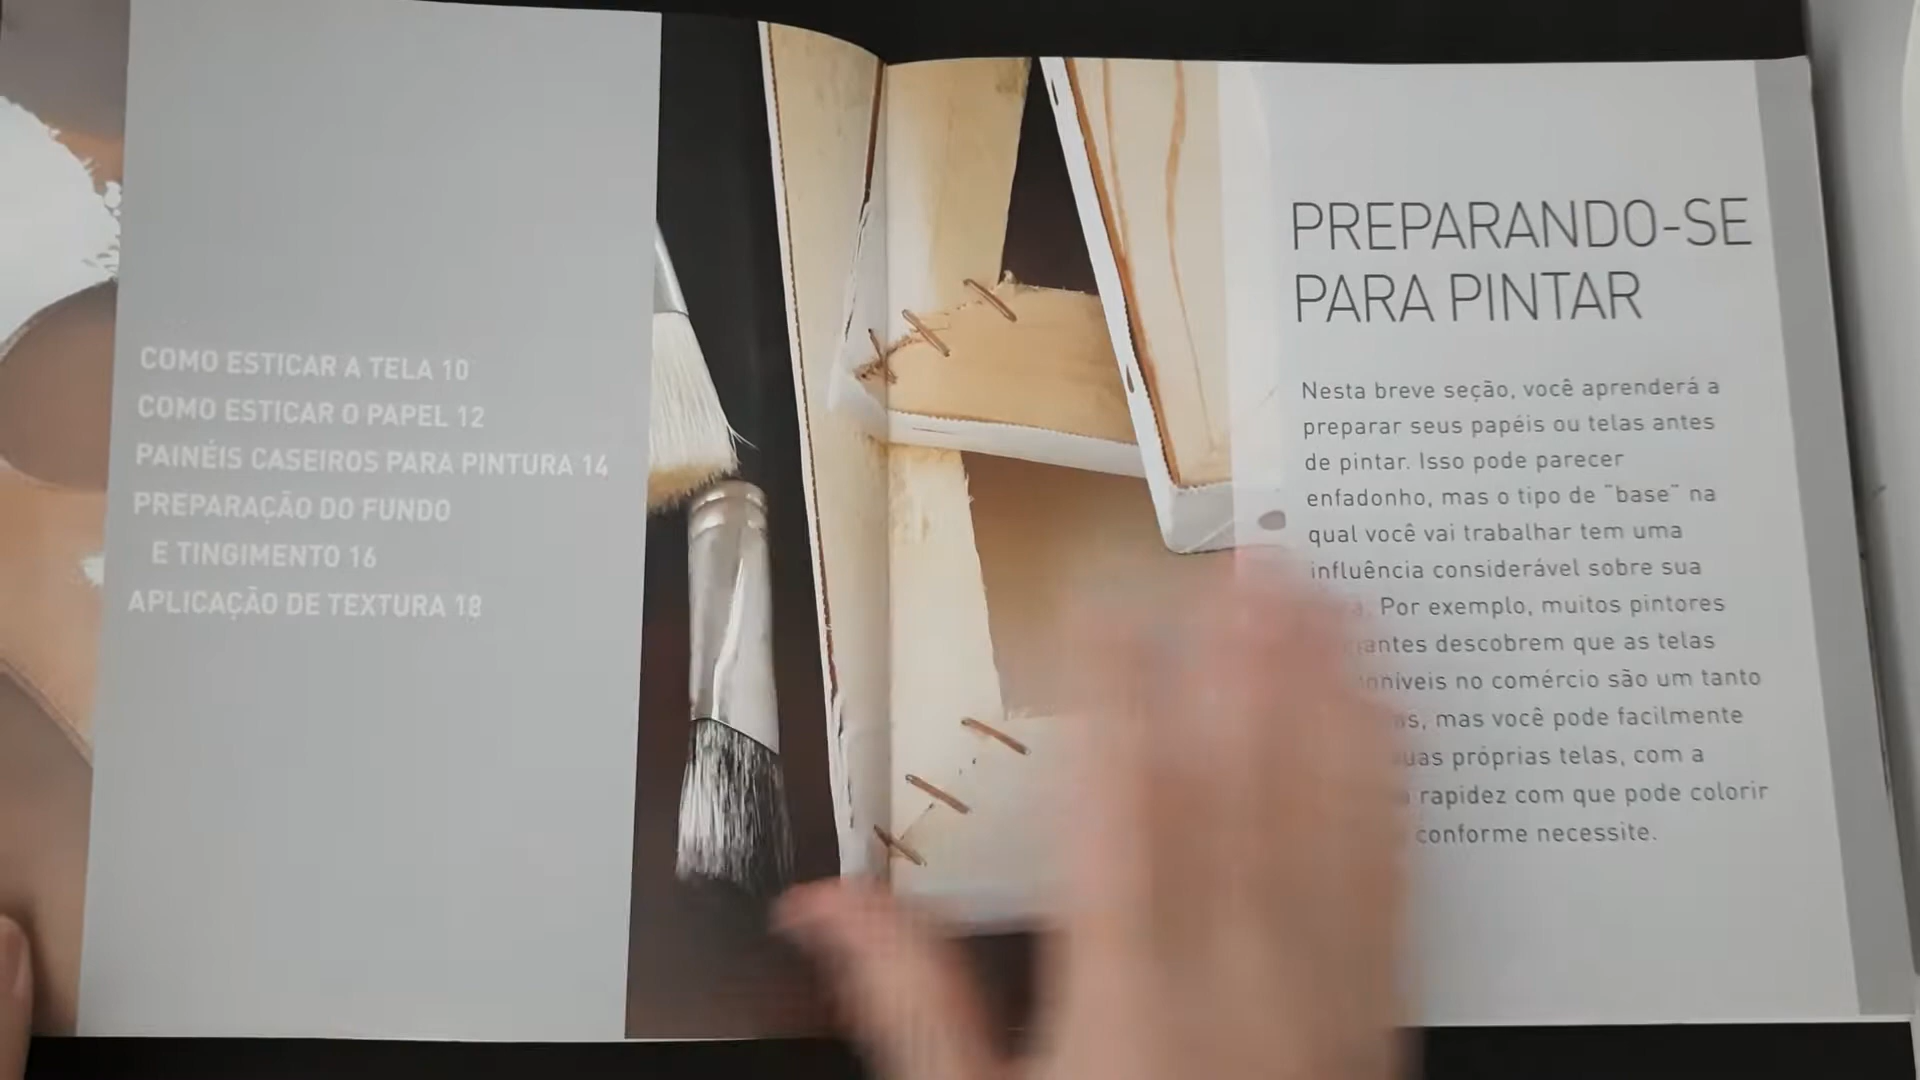 COMO ESTICAR A TELA 10
COMO ESTICAR O PAPEL 12
PAINÉIS CASEIROS PARA PINTURA 14
PREPARAÇÃO DO FUNDO
E TINGIMENTO 16
APLICAÇÃO DE TEXTURA 18
PREPARANDO-SE
PARA PINTAR
Nesta breve seção, você aprenderá a
preparar seus papéis ou telas antes
de pintar. Isso pode parecer
enfadonho, mas o tipo de "base" na
qual você vai trabalhar tem uma
influência considerável sobre sua
Por exemplo, muitos pintores
descobrem que as telas
no comércio são um tanto
mas você pode facilmente
próprias telas, com a
rapidez com que pode colorir
conforme necessite.